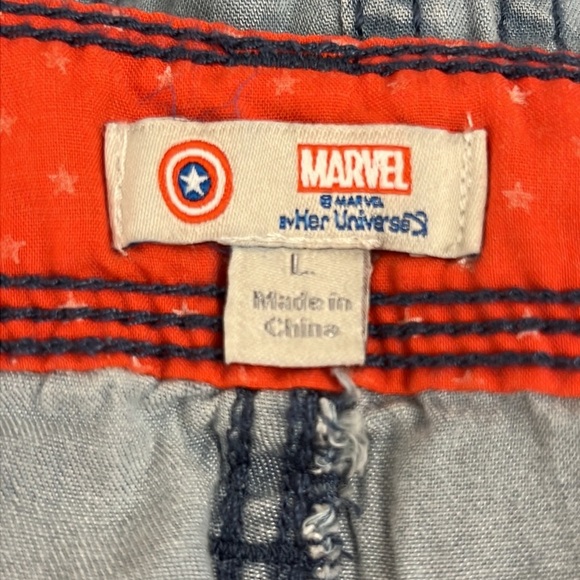 MARVEL
© MARVEL
BY Her Universe
L
Made in
China